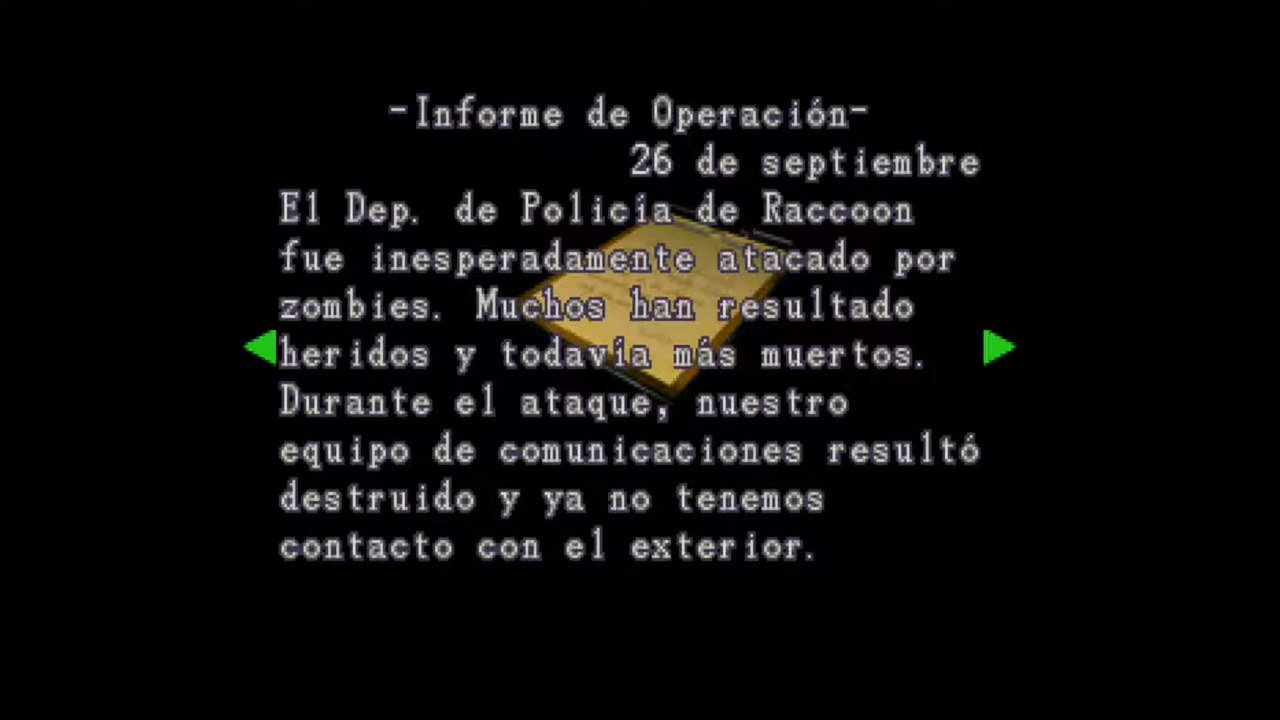 -Informe de Operación-
26 de septiembre
El Dep. de Policía de Raccoon
fue inesperadamente atacado por
zombies. Muchos han resultado
heridos y todavía más muertos.
Durante el ataque, nuestro
equipo de comunicaciones resultó
destruido y ya no tenemos
contacto con el exterior.